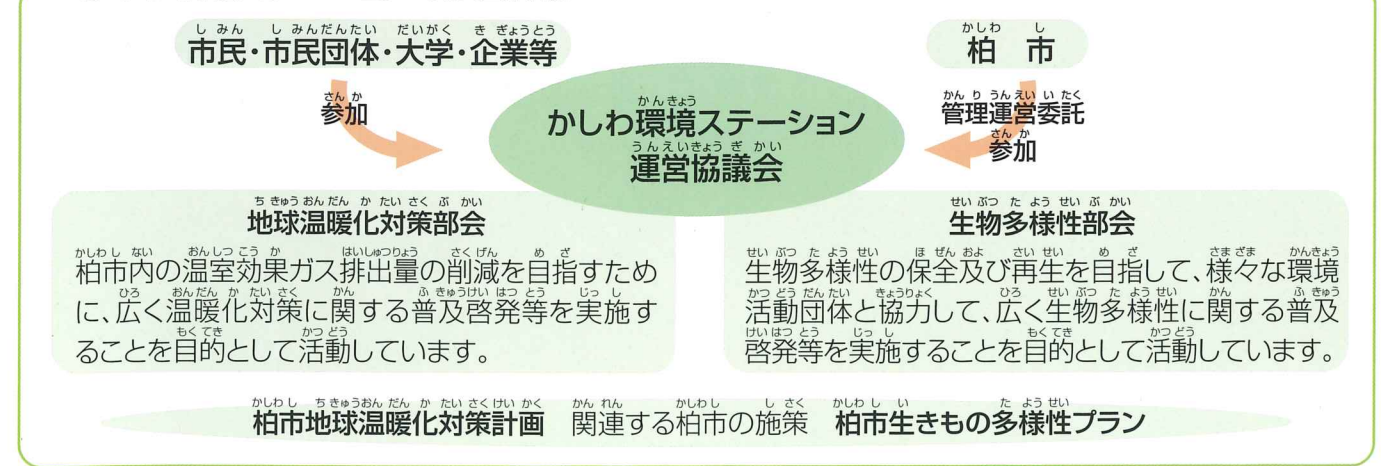 市民・市民団体・大学・企業等
柏市
参加
管理運営委託
参加
かしわ環境ステーション
運営協議会
地球温暖化対策部会
柏市内の温室効果ガス排出量の削減を目指すため
に、広く温暖化対策に関する普及啓発等を実施す
ることを目的として活動しています。
生物多様性部会
生物多様性の保全及び再生を目指して、様々な環境
活動団体と協力して、広く生物多様性に関する普及
啓発等を実施することを目的として活動しています。
柏市地球温暖化対策計画 関連する柏市の施策 柏市生きもの多様性プラン